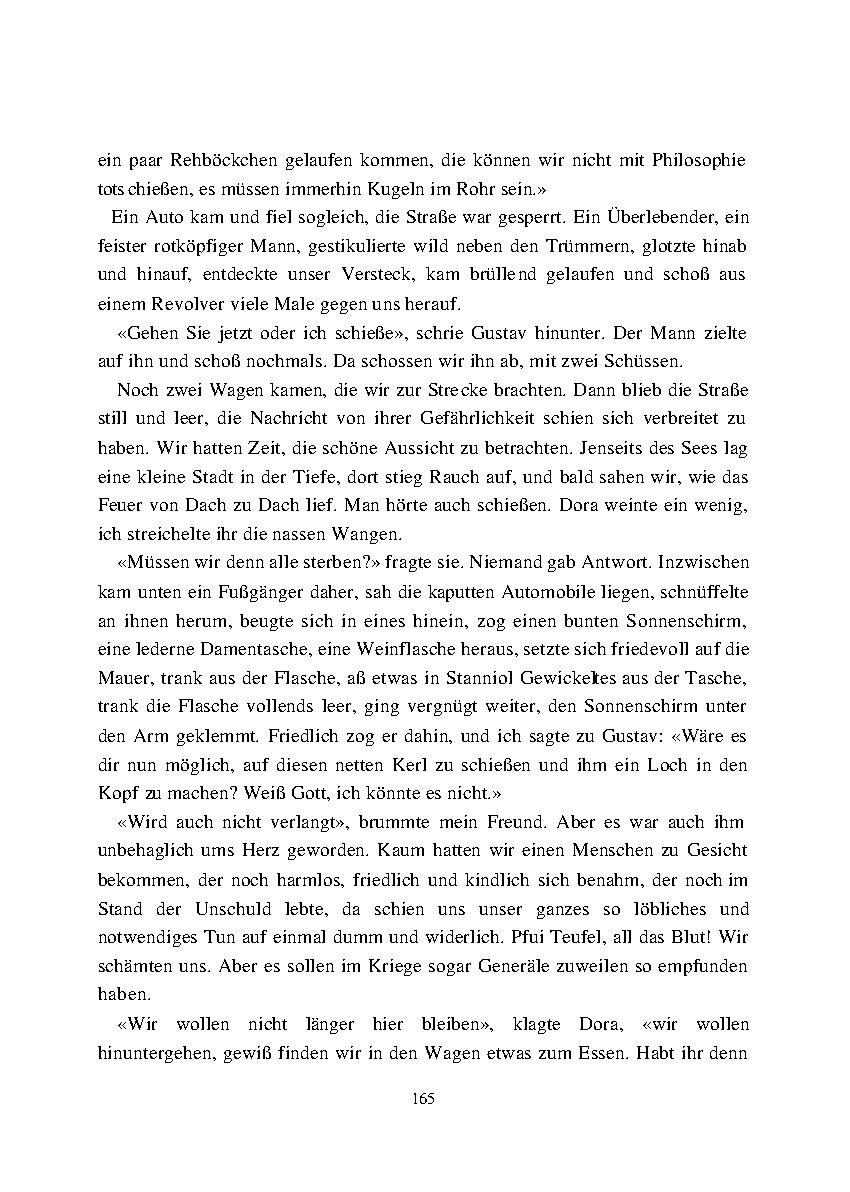 ein paar Rehböckchen gelaufen kommen, die können wir nicht mit Philosophie
totschießen, es müssen immerhin Kugeln im Rohr sein.»
Ein Auto kam und fiel sogleich, die Straße war gesperrt. Ein Überlebender, ein
feister rotköpfiger Mann, gestikulierte wild neben den Trümmern, glotzte hinab
und hinauf, entdeckte unser Versteck, kam brüllend gelaufen und schoß aus
einem Revolver viele Male gegen uns herauf.
«Gehen Sie jetzt oder ich schieße», schrie Gustav hinunter. Der Mann zielte
auf ihn und schoß nochmals. Da schossen wir ihn ab, mit zwei Schüssen.
Noch zwei Wagen kamen, die wir zur Strecke brachten. Dann blieb die Straße
still und leer, die Nachricht von ihrer Gefährlichkeit schien sich verbreitet zu
haben. Wir hatten Zeit, die schöne Aussicht zu betrachten. Jenseits des Sees lag
eine kleine Stadt in der Tiefe, dort stieg Rauch auf, und bald sahen wir, wie das
Feuer von Dach zu Dach lief. Man hörte auch schießen. Dora weinte ein wenig,
ich streichelte ihr die nassen Wangen.
«Müssen wir denn alle sterben?» fragte sie. Niemand gab Antwort. Inzwischen
kam unten ein Fußgänger daher, sah die kaputten Automobile liegen, schnüffelte
an ihnen herum, beugte sich in eines hinein, zog einen bunten Sonnenschirm,
eine lederne Damentasche, eine Weinflasche heraus, setzte sich friedevoll auf die
Mauer, trank aus der Flasche, aß etwas in Stanniol Gewickeltes aus der Tasche,
trank die Flasche vollends leer, ging vergnügt weiter, den Sonnenschirm unter
den Arm geklemmt. Friedlich zog er dahin, und ich sagte zu Gustav: «Wäre es
dir nun möglich, auf diesen netten Kerl zu schießen und ihm ein Loch in den
Kopf zu machen? Weiß Gott, ich könnte es nicht.»
«Wird auch nicht verlangt», brummte mein Freund. Aber es war auch ihm
unbehaglich ums Herz geworden. Kaum hatten wir einen Menschen zu Gesicht
bekommen, der noch harmlos, friedlich und kindlich sich benahm, der noch im
Stand der Unschuld lebte, da schien uns unser ganzes so löbliches und
notwendiges Tun auf einmal dumm und widerlich. Pfui Teufel, all das Blut! Wir
schämten uns. Aber es sollen im Kriege sogar Generäle zuweilen so empfunden
haben.
«Wir wollen nicht länger hier bleiben», klagte Dora, «wir wollen
hinuntergehen, gewiß finden wir in den Wagen etwas zum Essen. Habt ihr denn
165